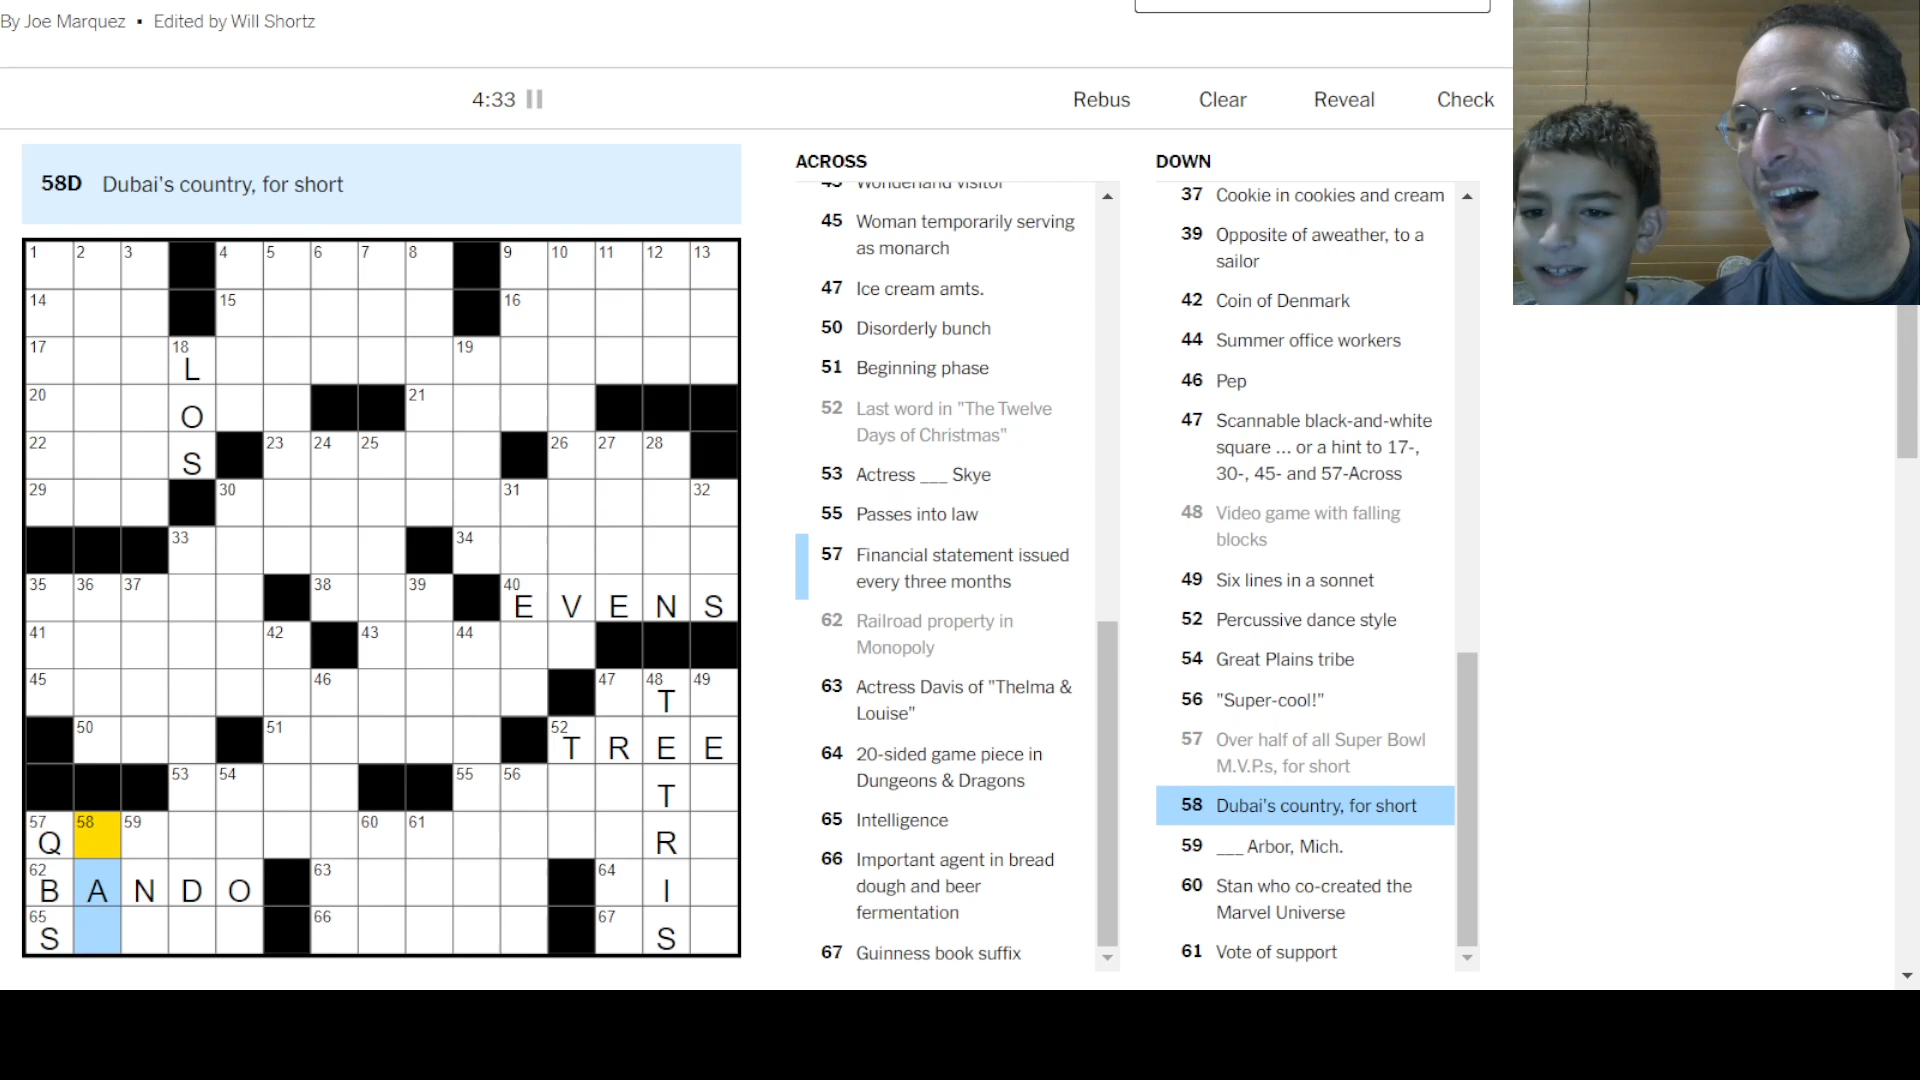 By Joe Marquez • Edited by Will Shortz
4:33
Rebus
Clear
Reveal
Check
58D Dubai's country, for short
1 2 3 4 5 6 7 8 9 10 11 12 13
14 15 16
17 18 19
L
20 21
O
22 23 24 25 26 27 28
S
29 30 31 32
33 34
35 36 37 38 39 40
E V E N S
41 42 43 44
45 46 47 48 49
T
50 51 52
T R E E
53 54 55 56
T
57 58 59 60 61
Q R
62 63 64
B A N D O I
65 66 67
S S
ACROSS
43 Wonderland visitor
45 Woman temporarily serving
as monarch
47 Ice cream amts.
50 Disorderly bunch
51 Beginning phase
52 Last word in "The Twelve
Days of Christmas"
53 Actress ___ Skye
55 Passes into law
57 Financial statement issued
every three months
62 Railroad property in
Monopoly
63 Actress Davis of "Thelma &
Louise"
64 20-sided game piece in
Dungeons & Dragons
65 Intelligence
66 Important agent in bread
dough and beer
fermentation
67 Guinness book suffix
DOWN
37 Cookie in cookies and cream
39 Opposite of aweather, to a
sailor
42 Coin of Denmark
44 Summer office workers
46 Pep
47 Scannable black-and-white
square ... or a hint to 17-,
30-, 45- and 57-Across
48 Video game with falling
blocks
49 Six lines in a sonnet
52 Percussive dance style
54 Great Plains tribe
56 "Super-cool!"
57 Over half of all Super Bowl
M.V.P.s, for short
58 Dubai's country, for short
59 ___ Arbor, Mich.
60 Stan who co-created the
Marvel Universe
61 Vote of support